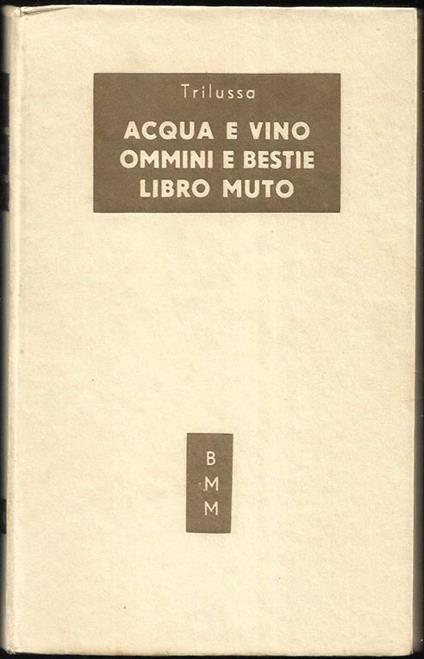 Trilussa
ACQUA E VINO
OMMINI E BESTIE
LIBRO MUTO
B
M
M